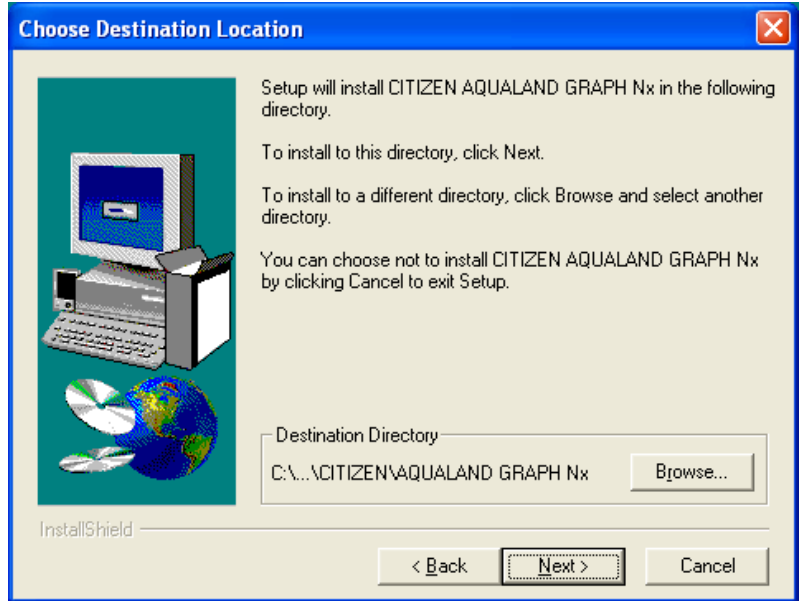 Choose Destination Location
Setup will install CITIZEN AQUALAND GRAPH Nx in the following
directory.
To install to this directory, click Next.
To install to a different directory, click Browse and select another
directory.
You can choose not to install CITIZEN AQUALAND GRAPH Nx
by clicking Cancel to exit Setup.
Destination Directory
C:\...\CITIZEN\AQUALAND GRAPH Nx
Browse...
InstallShield
< Back
Next >
Cancel